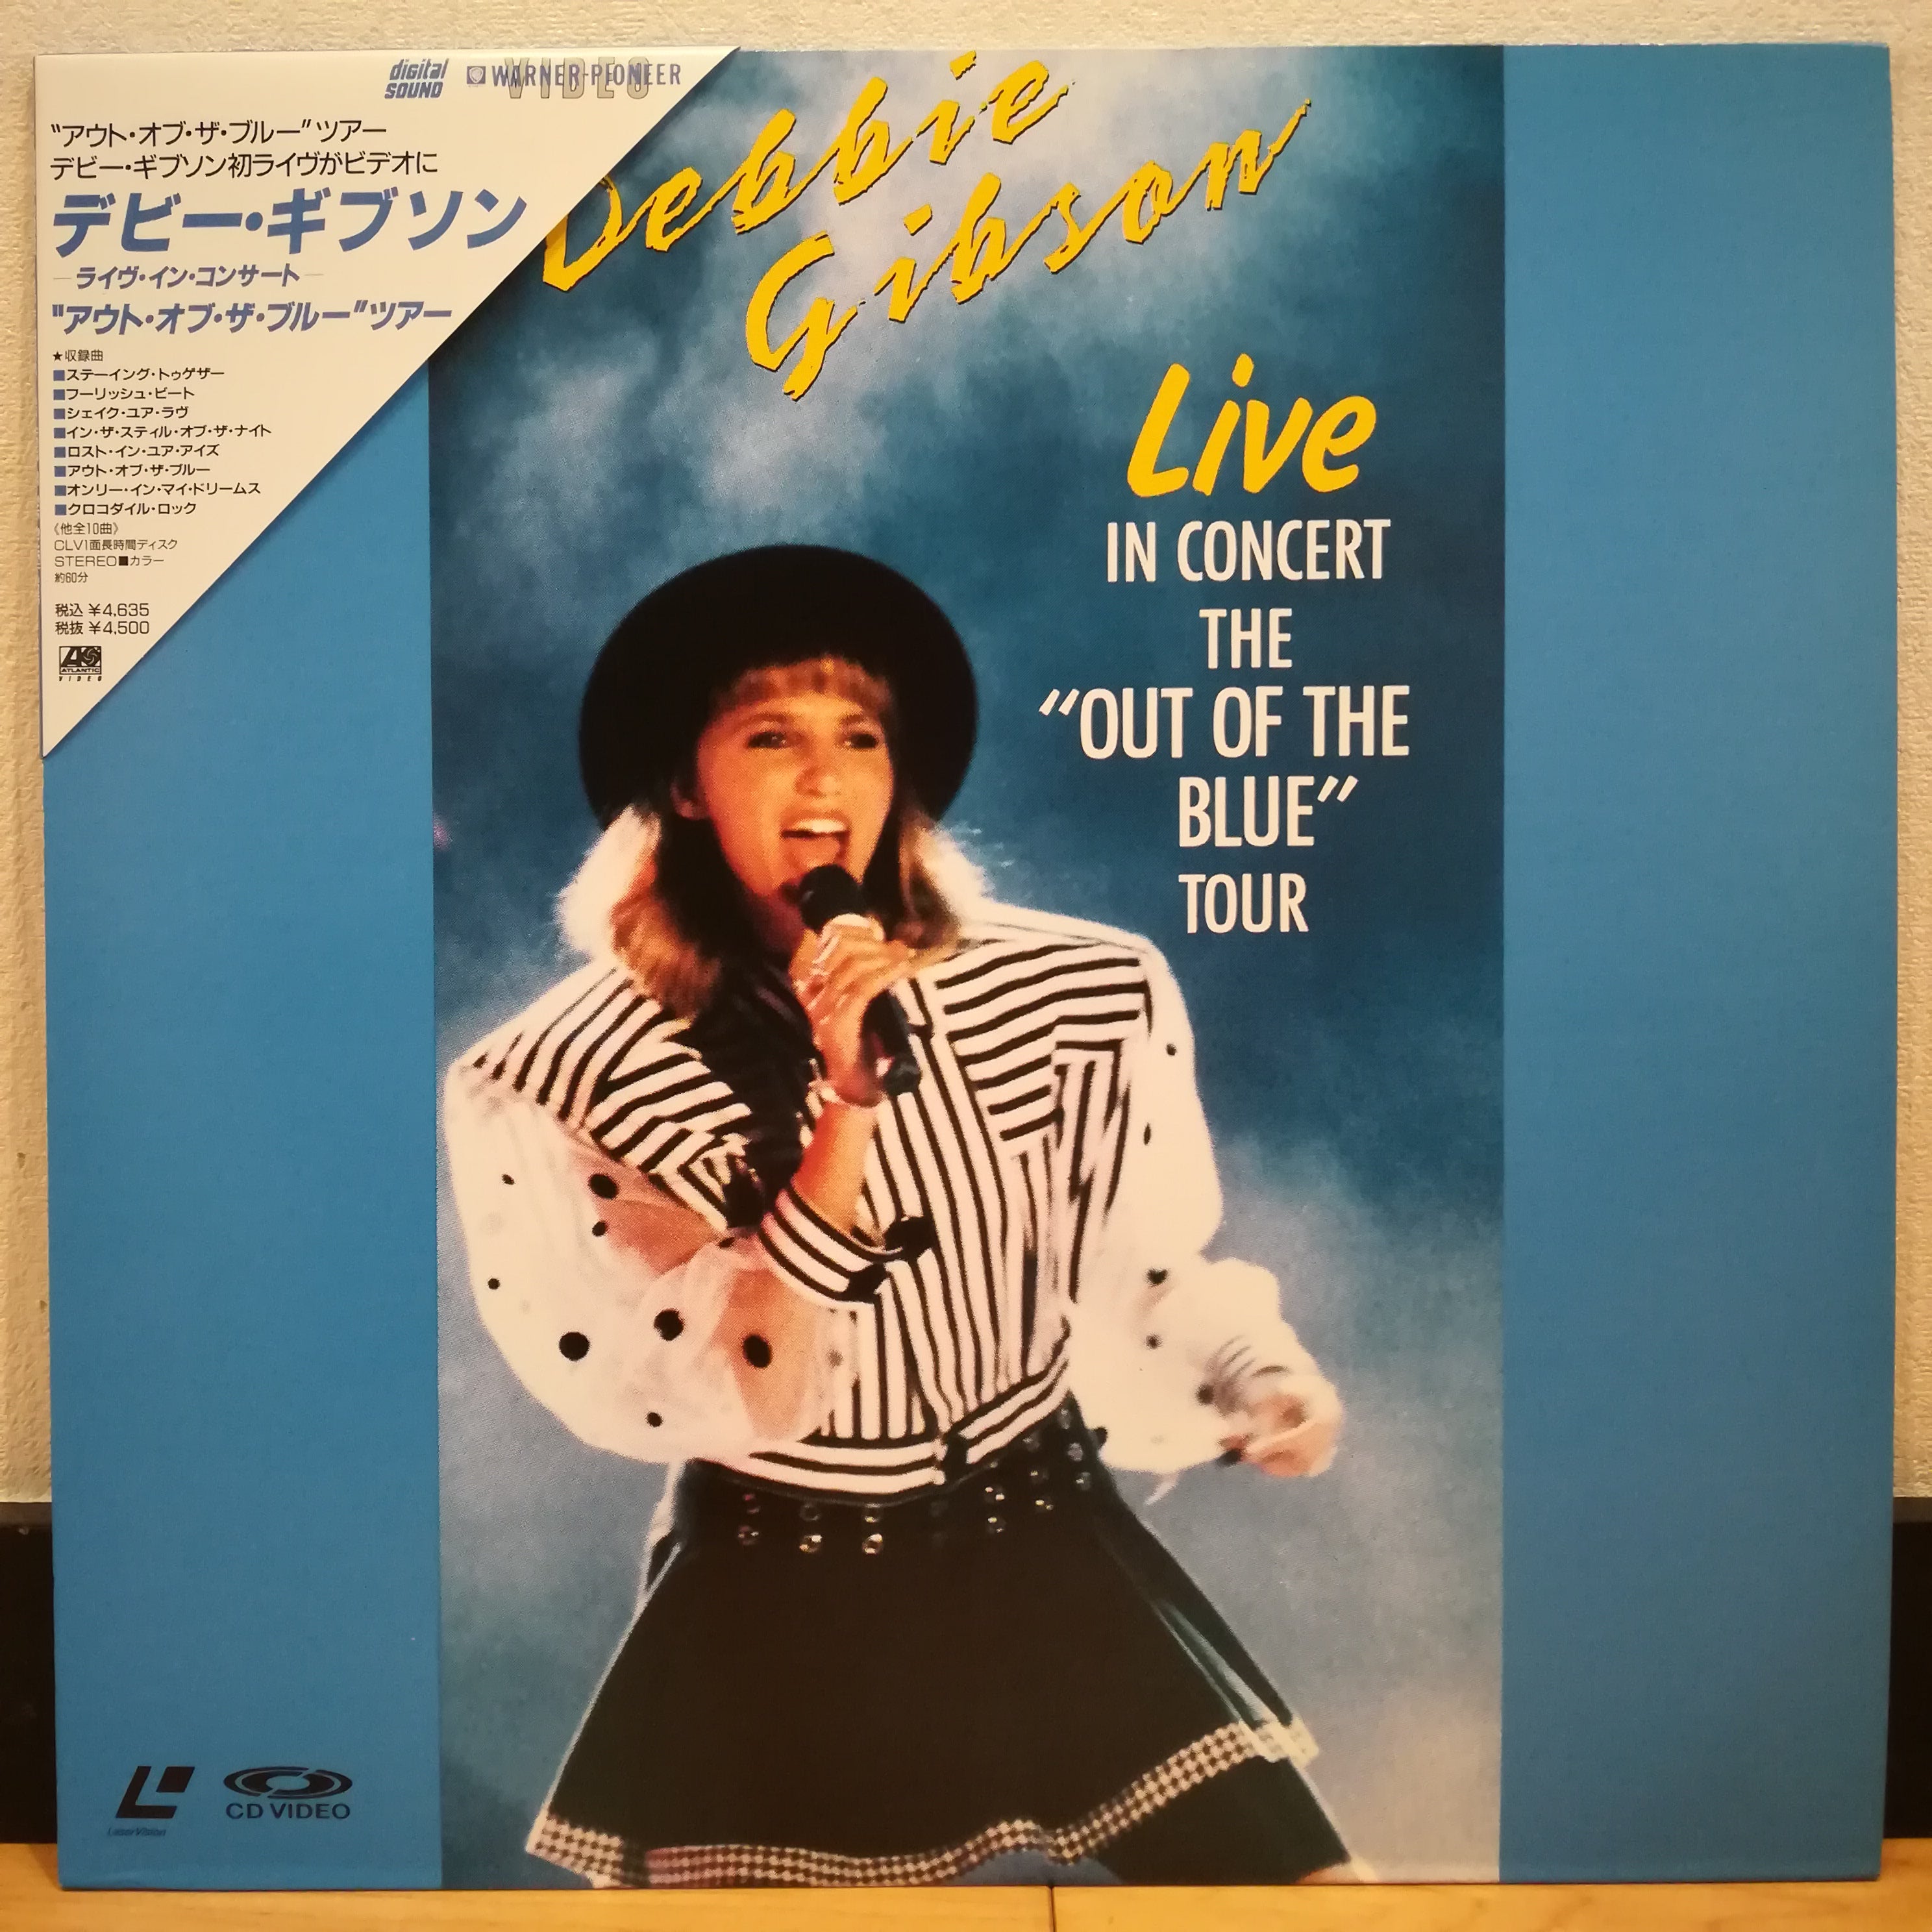 digital SOUND
WARNER-PIONEER
VIDEO
"アウト・オブ・ザ・ブルー"ツアー
デビー・ギブソン初ライヴがビデオに
デビー・ギブソン
ライヴ・イン・コンサート
"アウト・オブ・ザ・ブルー"ツアー
★収録曲
■ステーイング・トゥゲザー
■フーリッシュ・ビート
■シェイク・ユア・ラヴ
■イン・ザ・スティル・オブ・ザ・ナイト
■ロスト・イン・ユア・アイズ
■アウト・オブ・ザ・ブルー
■オンリー・イン・マイ・ドリームス
■クロコダイル・ロック
《他全10曲》
CLV1面長時間ディスク
STEREO■カラー
約60分
税込 ¥4,635
税抜 ¥4,500
ATLANTIC
VIDEO
Debbie
Gibson
Live
IN CONCERT
THE
"OUT OF THE
BLUE"
TOUR
LaserVision
CD VIDEO